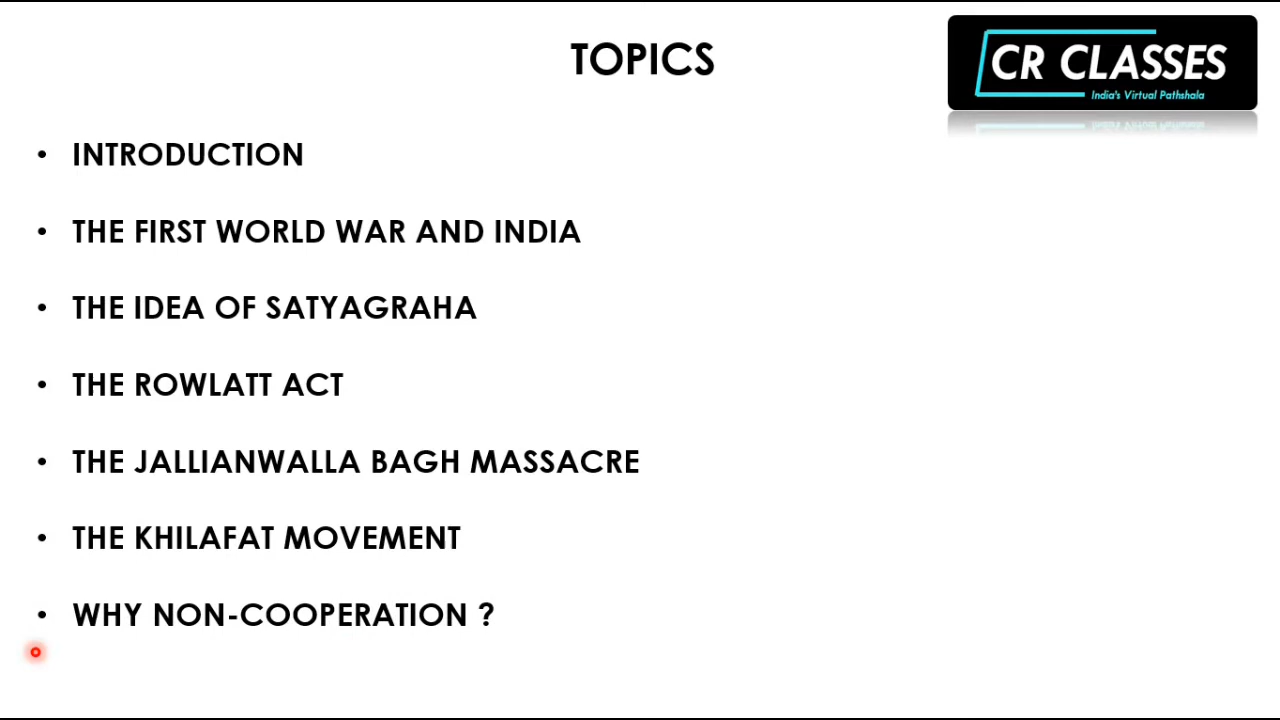 TOPICS
CR CLASSES
India's Virtual Pathshala
• INTRODUCTION
• THE FIRST WORLD WAR AND INDIA
• THE IDEA OF SATYAGRAHA
• THE ROWLATT ACT
• THE JALLIANWALLA BAGH MASSACRE
• THE KHILAFAT MOVEMENT
• WHY NON-COOPERATION ?